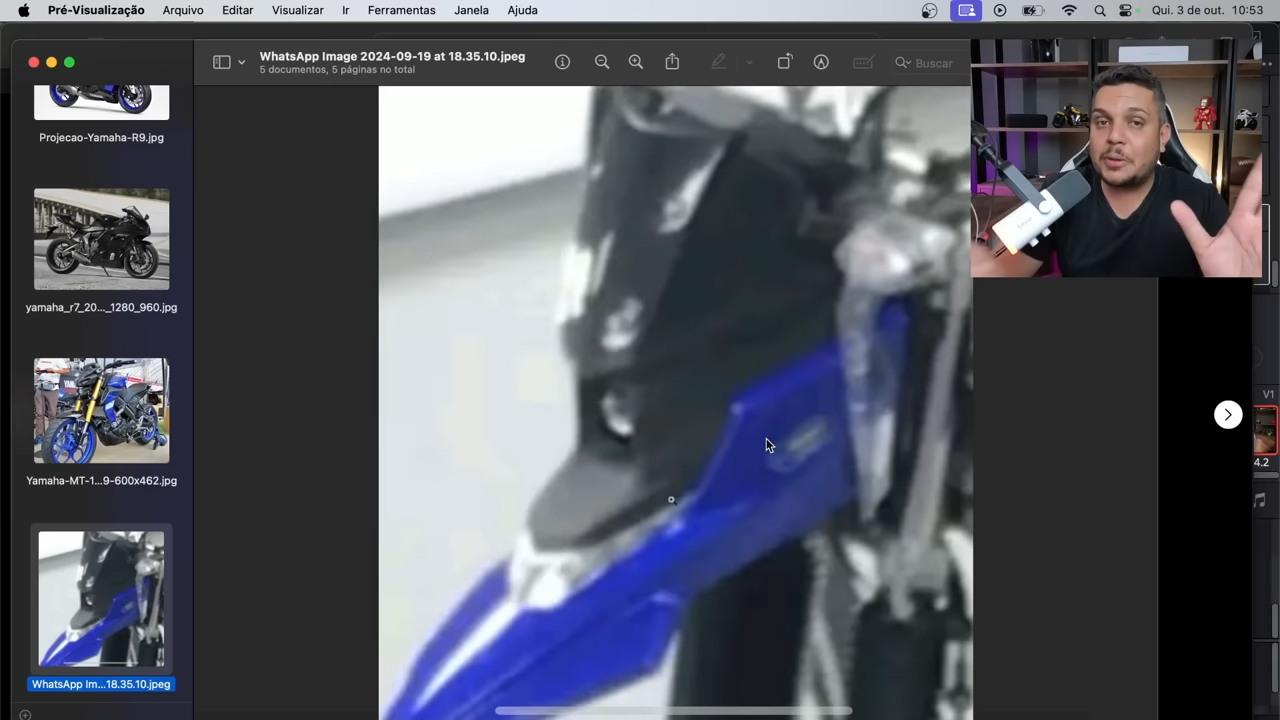 Pré-Visualização Arquivo Editar Visualizar Ir Ferramentas Janela Ajuda Qui. 3 de out. 10:53
WhatsApp Image 2024-09-19 at 18.35.10.jpeg
5 documentos, 5 páginas no total
Buscar
Projecao-Yamaha-R9.jpg
yamaha_r7_20..._1280_960.jpg
Yamaha-MT-1...9-600x462.jpg
WhatsApp Im...18.35.10.jpeg
V1
4.2